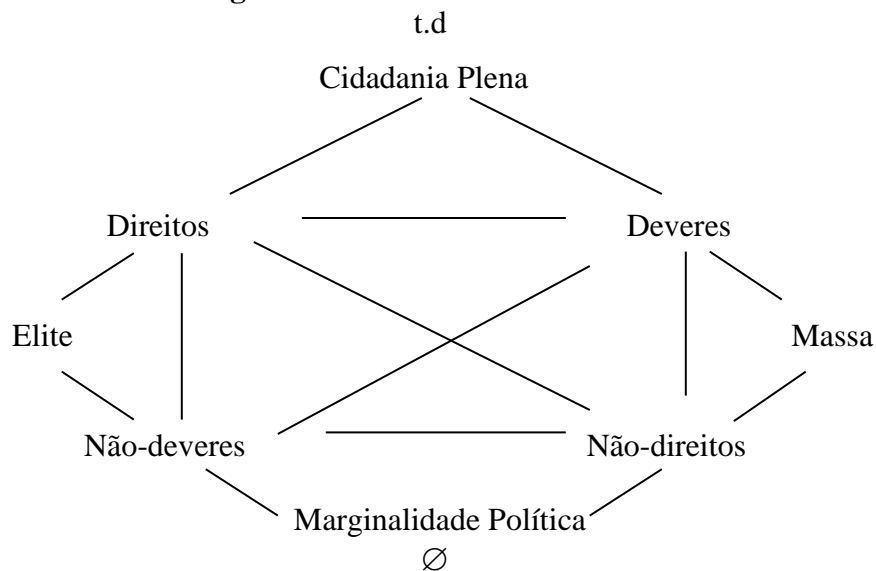 t.d
Cidadania Plena
Direitos
Deveres
Elite
Massa
Não-deveres
Não-direitos
Marginalidade Política
∅